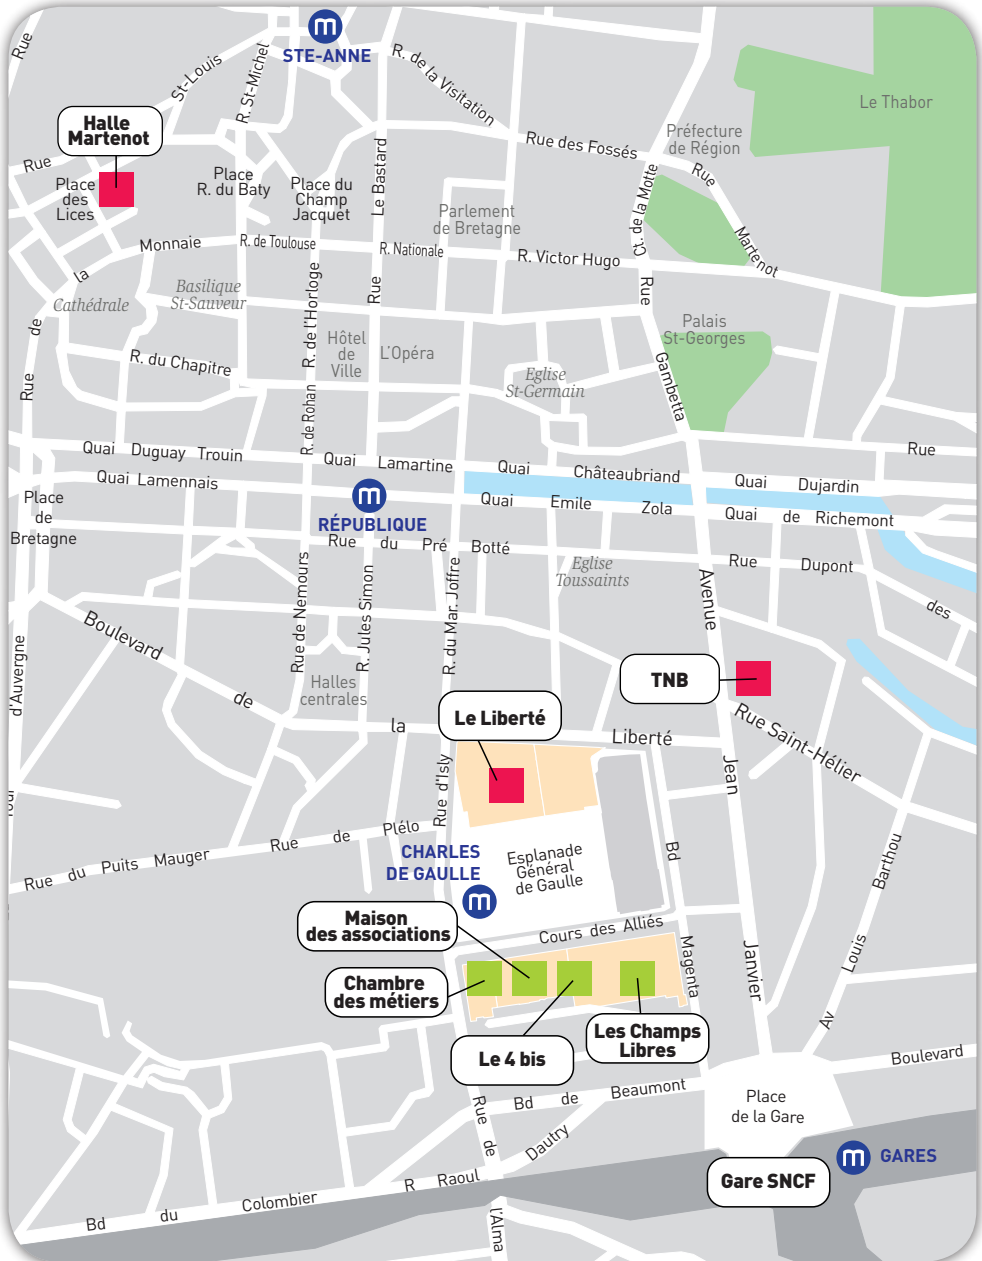 Rue
m
STE-ANNE
R. de la Visitation
St-Louis
R. St-Michel
Le Thabor
Halle
Martenot
Rue des Fossés
Préfecture
de Région
Rue
Martenot
Rue
Place
des
Lices
Place
R. du Baty
Place du
Champ
Jacquet
Le Bastard
Rue
Parlement
de Bretagne
Ct. de la Motte
Monnaie
R. de Toulouse
R. Nationale
R. Victor Hugo
la
de
Rue
Cathédrale
Basilique
St-Sauveur
R. de l'Horloge
Rue
Gambetta
Palais
St-Georges
Hôtel
de
Ville
L'Opéra
R. du Chapitre
Eglise
St-Germain
R. de Rohan
Quai Duguay Trouin
Quai Lamartine
Quai Châteaubriand
Quai Dujardin
Rue
Quai Lamennais
m
RÉPUBLIQUE
Quai Emile Zola
Quai de Richemont
Place
de
Bretagne
Rue du Pré Botté
Rue Dupont
des
Eglise
Toussaints
Avenue
Jean
Janvier
Boulevard
de
la
Liberté
Rue de Nemours
R. Jules Simon
R. du Mar. Joffre
d'Auvergne
Halles
centrales
TNB
Le Liberté
Rue Saint-Hélier
Rue d'Isly
Rue du Puits Mauger
Rue de Plélo
CHARLES
DE GAULLE
m
Esplanade
Général
de Gaulle
Bd
Magenta
Av
Louis
Barthou
Maison
des associations
Cours des Alliés
Chambre
des métiers
Le 4 bis
Les Champs
Libres
Boulevard
Bd de Beaumont
Place
de la Gare
Rue de
l'Alma
Dautry
R Raoul
m
GARES
Gare SNCF
Bd du Colombier